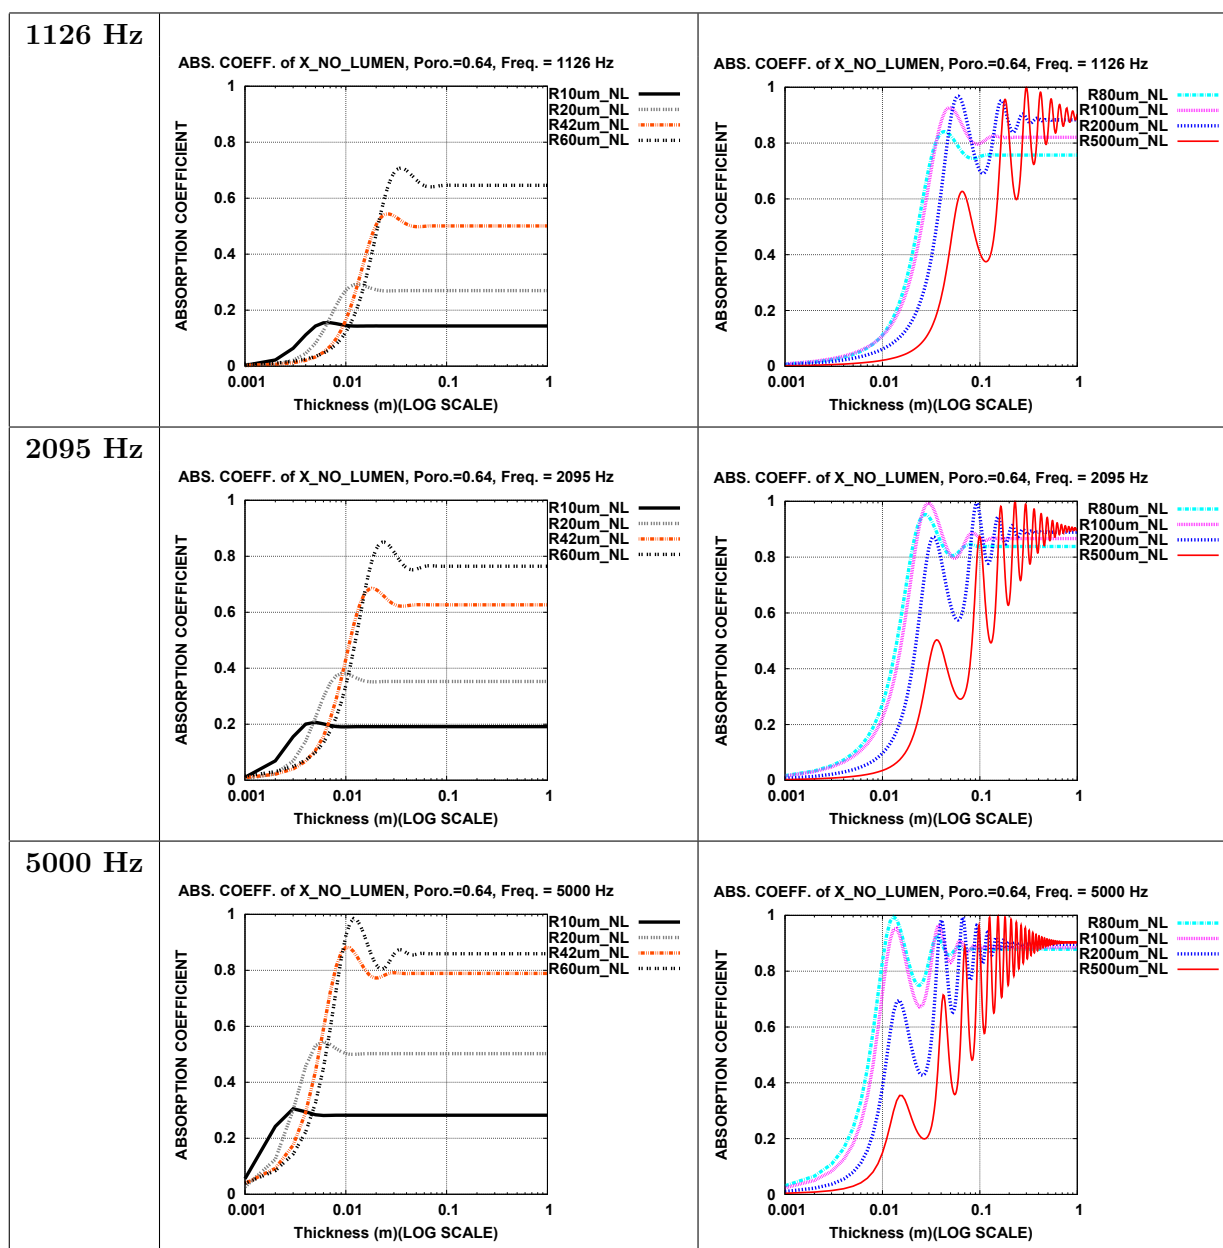 1126 Hz
ABS. COEFF. of X_NO_LUMEN, Poro.=0.64, Freq. = 1126 Hz
ABSORPTION COEFFICIENT
1
0.8
0.6
0.4
0.2
0
0.001 0.01 0.1 1
Thickness (m)(LOG SCALE)
R10um_NL
R20um_NL
R42um_NL
R60um_NL
ABS. COEFF. of X_NO_LUMEN, Poro.=0.64, Freq. = 1126 Hz
ABSORPTION COEFFICIENT
1
0.8
0.6
0.4
0.2
0
0.001 0.01 0.1 1
Thickness (m)(LOG SCALE)
R80um_NL
R100um_NL
R200um_NL
R500um_NL
2095 Hz
ABS. COEFF. of X_NO_LUMEN, Poro.=0.64, Freq. = 2095 Hz
ABSORPTION COEFFICIENT
1
0.8
0.6
0.4
0.2
0
0.001 0.01 0.1 1
Thickness (m)(LOG SCALE)
R10um_NL
R20um_NL
R42um_NL
R60um_NL
ABS. COEFF. of X_NO_LUMEN, Poro.=0.64, Freq. = 2095 Hz
ABSORPTION COEFFICIENT
1
0.8
0.6
0.4
0.2
0
0.001 0.01 0.1 1
Thickness (m)(LOG SCALE)
R80um_NL
R100um_NL
R200um_NL
R500um_NL
5000 Hz
ABS. COEFF. of X_NO_LUMEN, Poro.=0.64, Freq. = 5000 Hz
ABSORPTION COEFFICIENT
1
0.8
0.6
0.4
0.2
0
0.001 0.01 0.1 1
Thickness (m)(LOG SCALE)
R10um_NL
R20um_NL
R42um_NL
R60um_NL
ABS. COEFF. of X_NO_LUMEN, Poro.=0.64, Freq. = 5000 Hz
ABSORPTION COEFFICIENT
1
0.8
0.6
0.4
0.2
0
0.001 0.01 0.1 1
Thickness (m)(LOG SCALE)
R80um_NL
R100um_NL
R200um_NL
R500um_NL